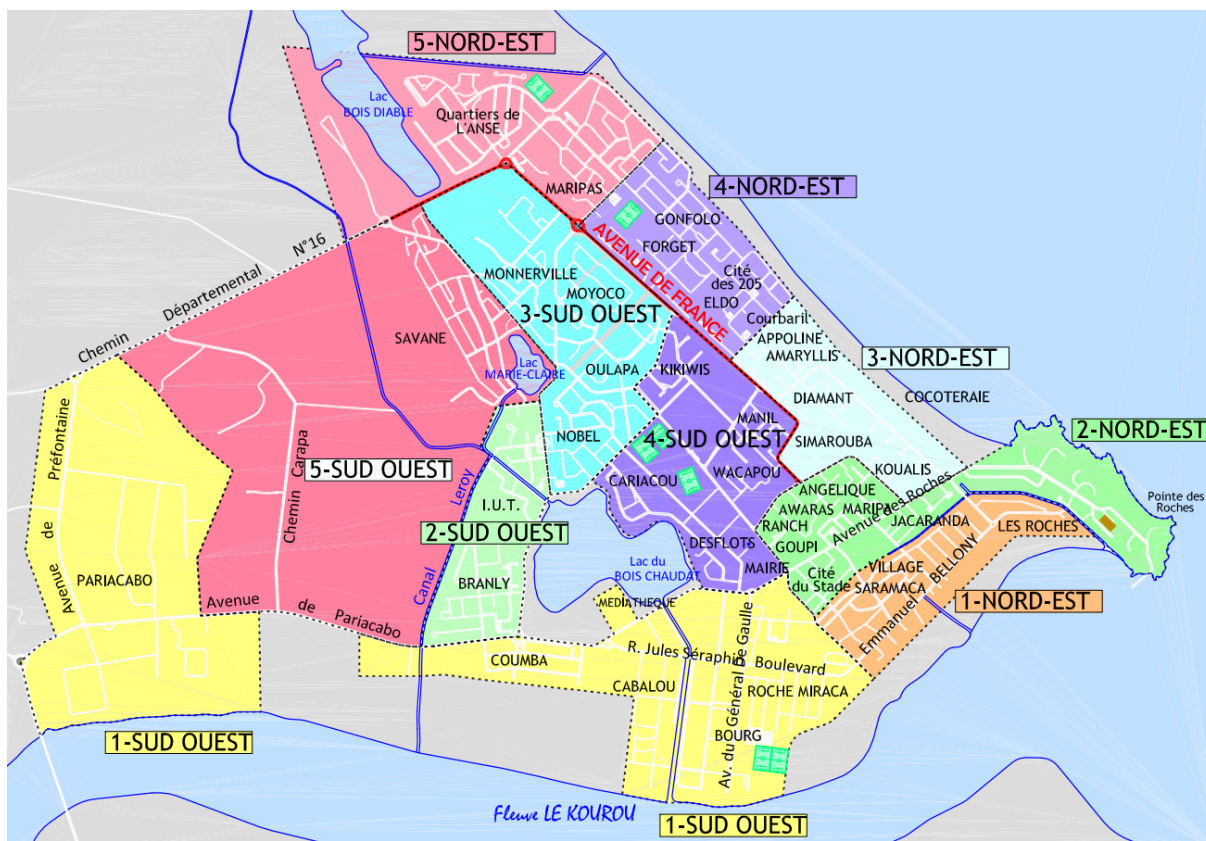 5-NORD-EST
Lac
BOIS DIABLE
Quartiers de
L'ANSE
MARIPAS
4-NORD-EST
GONFOLO
FORGET
AVENUE DE FRANCE
Cité
des 205
ELDO
Courbaril
N°16
Départemental
Chemin
MONNERVILLE
MOYOCO
3-SUD OUEST
SAVANE
Lac
MARIE-CLAIRE
OULAPA
KIKIWIS
APPOLINE
AMARYLLIS
3-NORD-EST
DIAMANT
COCOTERAIE
MANIL
SIMAROUBA
2-NORD-EST
NOBEL
4-SUD OUEST
WACAPOU
CARIACOU
KOUALIS
ANGELIQUE
AWARAS
MARIPA
RANCH
Avenue des Roches
JACARANDA
LES ROCHES
Pointe des
Roches
Avenue de Préfontaine
Chemin Carapa
5-SUD OUEST
Canal Leroy
I.U.T.
2-SUD OUEST
DESFLOTS
GOUPI
MAIRIE
Cité
du Stade
VILLAGE
SARAMACA
Emmanuel BELLONY
1-NORD-EST
Lac du
BOIS CHAUDAT
BRANLY
PARIACABO
Avenue de Pariacabo
MEDIATHEQUE
COUMBA
R. Jules Séraphin
Boulevard
CABALOU
Av. du Général De Gaulle
ROCHE MIRACA
BOURG
1-SUD OUEST
Fleuve LE KOUROU
1-SUD OUEST